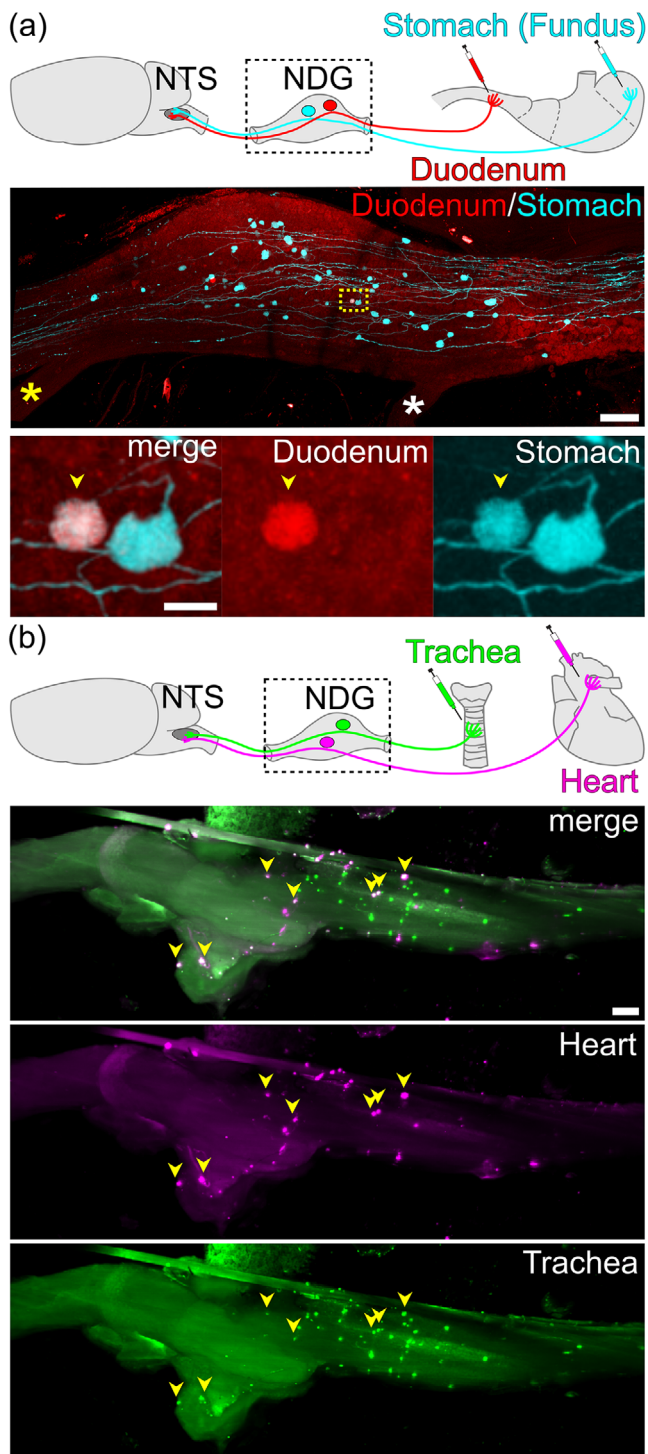 (a)
Stomach (Fundus)
NTS
NDG
Duodenum
Duodenum/Stomach
*
*
merge
Duodenum
Stomach
(b)
Trachea
NTS
NDG
Heart
merge
Heart
Trachea